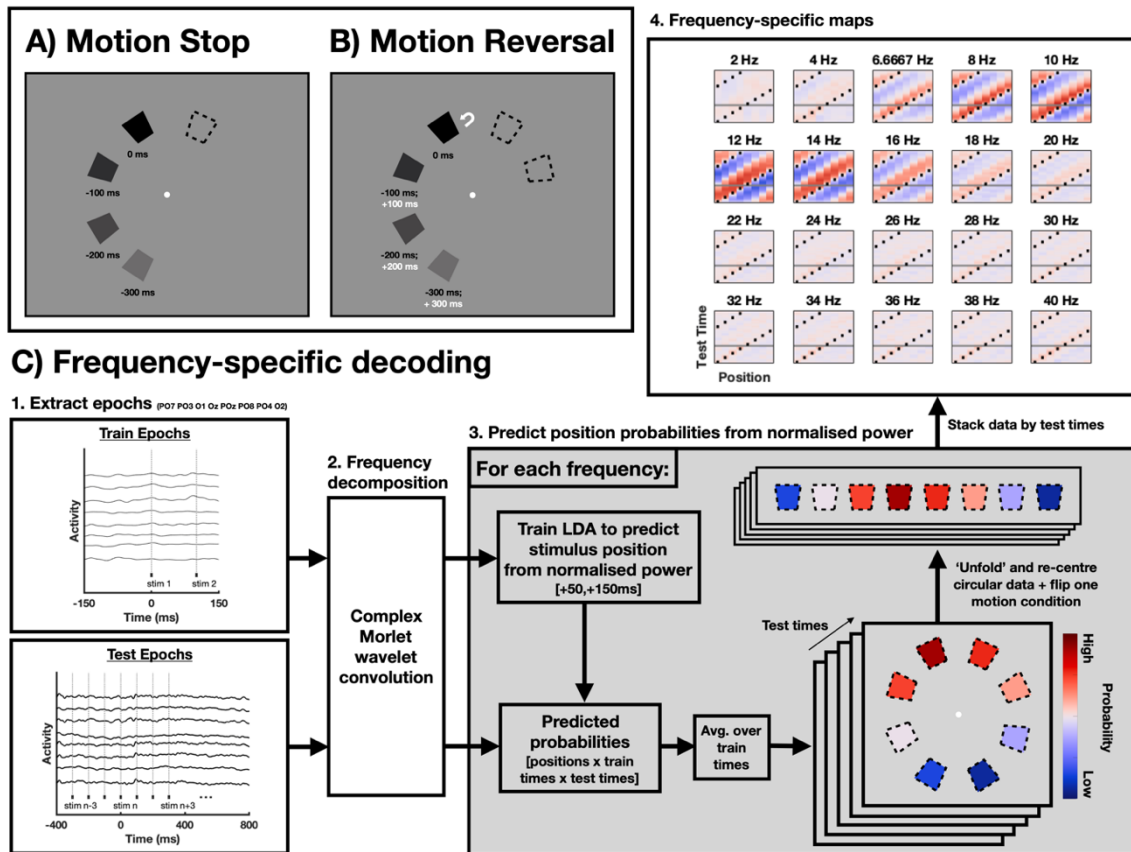 A) Motion Stop
0 ms
-100 ms
-200 ms
-300 ms
B) Motion Reversal
0 ms
-100 ms;
+100 ms
-200 ms;
+200 ms
-300 ms;
+ 300 ms
C) Frequency-specific decoding
1. Extract epochs (PO7 PO3 O1 Oz POz PO8 PO4 O2)
Train Epochs
Activity
stim 1
stim 2
-150
0
150
Time (ms)
Test Epochs
Activity
stim n-3
stim n
stim n+3
-400
0
400
800
Time (ms)
2. Frequency
decomposition
Complex
Morlet
wavelet
convolution
3. Predict position probabilities from normalised power
For each frequency:
Train LDA to predict
stimulus position
from normalised power
[+50,+150ms]
Predicted
probabilities
[positions x train
times x test times]
Avg. over
train
times
Test times
High
Probability
Low
‘Unfold’ and re-centre
circular data + flip one
motion condition
Stack data by test times
4. Frequency-specific maps
2 Hz
4 Hz
6.6667 Hz
8 Hz
10 Hz
12 Hz
14 Hz
16 Hz
18 Hz
20 Hz
22 Hz
24 Hz
26 Hz
28 Hz
30 Hz
32 Hz
34 Hz
36 Hz
38 Hz
40 Hz
Test Time
Position